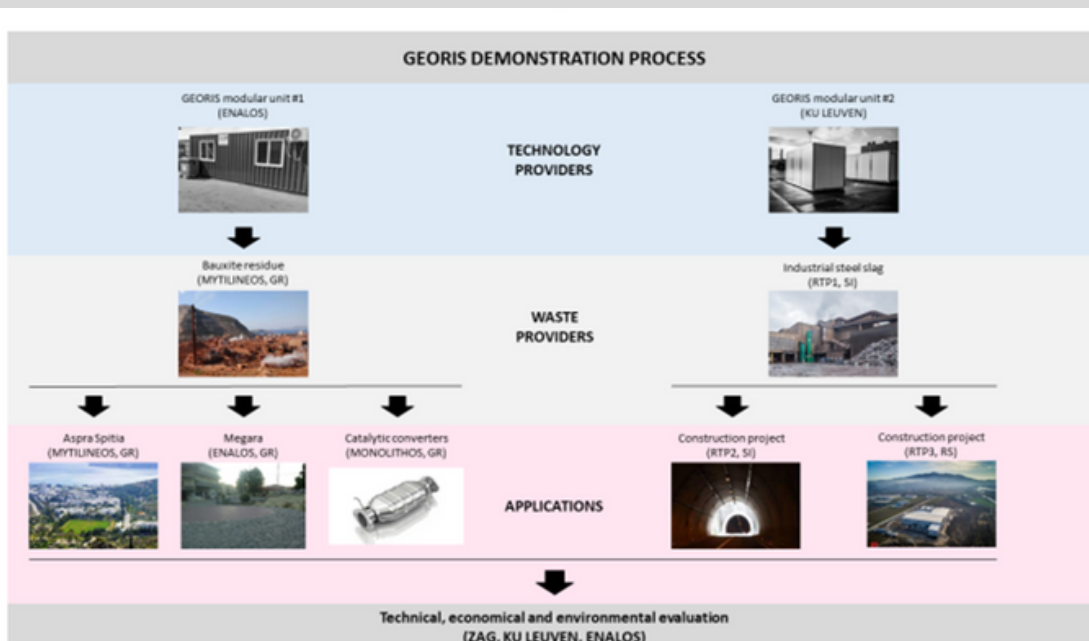 GEORIS DEMONSTRATION PROCESS
GEORIS modular unit #1
(ENALOS)
GEORIS modular unit #2
(KU LEUVEN)
TECHNOLOGY
PROVIDERS
Bauxite residue
(MYTILINEOS, GR)
Industrial steel slag
(RTP1, SI)
WASTE
PROVIDERS
Aspra Spitia
(MYTILINEOS, GR)
Megara
(ENALOS, GR)
Catalytic converters
(MONOLITHOS, GR)
Construction project
(RTP2, SI)
Construction project
(RTP3, RS)
APPLICATIONS
Technical, economical and environmental evaluation
(ZAG, KU LEUVEN, ENALOS)